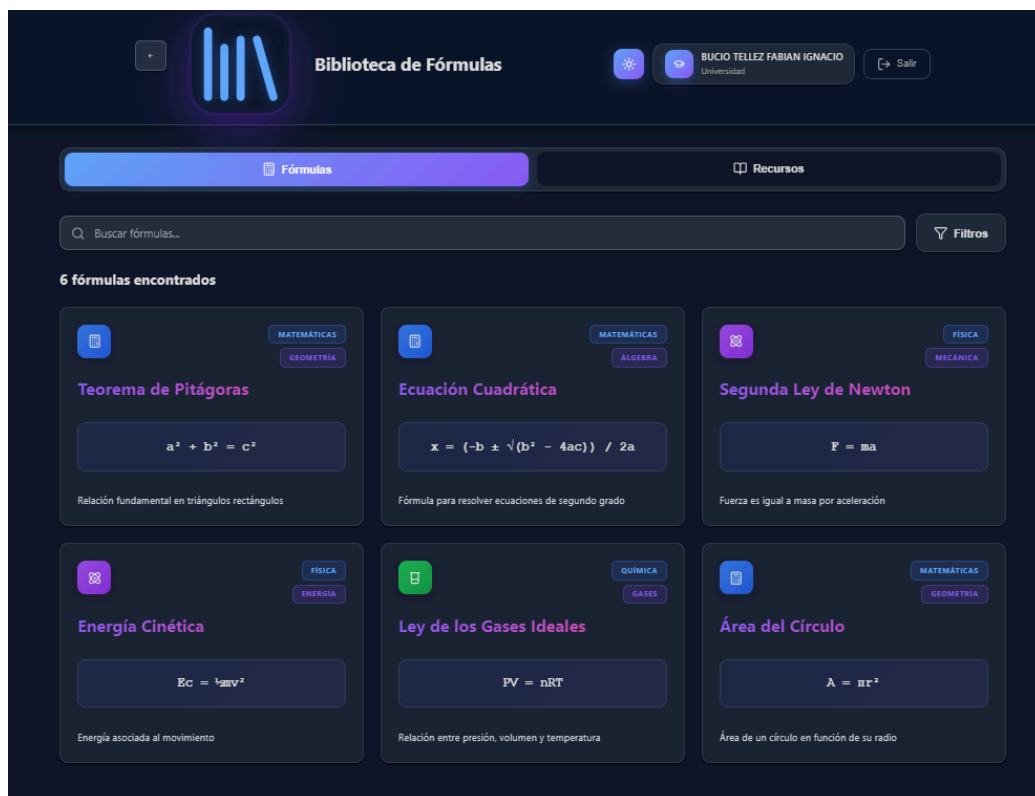 Biblioteca de Fórmulas
BUCIO TELLEZ FABIAN IGNACIO
Universidad
Salir
Fórmulas
Recursos
Buscar fórmulas...
Filtros
6 fórmulas encontrados
MATEMÁTICAS
GEOMETRÍA
Teorema de Pitágoras
a² + b² = c²
Relación fundamental en triángulos rectángulos
MATEMÁTICAS
ÁLGEBRA
Ecuación Cuadrática
x = (-b ± √(b² - 4ac)) / 2a
Fórmula para resolver ecuaciones de segundo grado
FÍSICA
MECÁNICA
Segunda Ley de Newton
F = ma
Fuerza es igual a masa por aceleración
FÍSICA
ENERGÍA
Energía Cinética
Ec = ½mv²
Energía asociada al movimiento
QUÍMICA
GASES
Ley de los Gases Ideales
PV = nRT
Relación entre presión, volumen y temperatura
MATEMÁTICAS
GEOMETRÍA
Área del Círculo
A = πr²
Área de un círculo en función de su radio